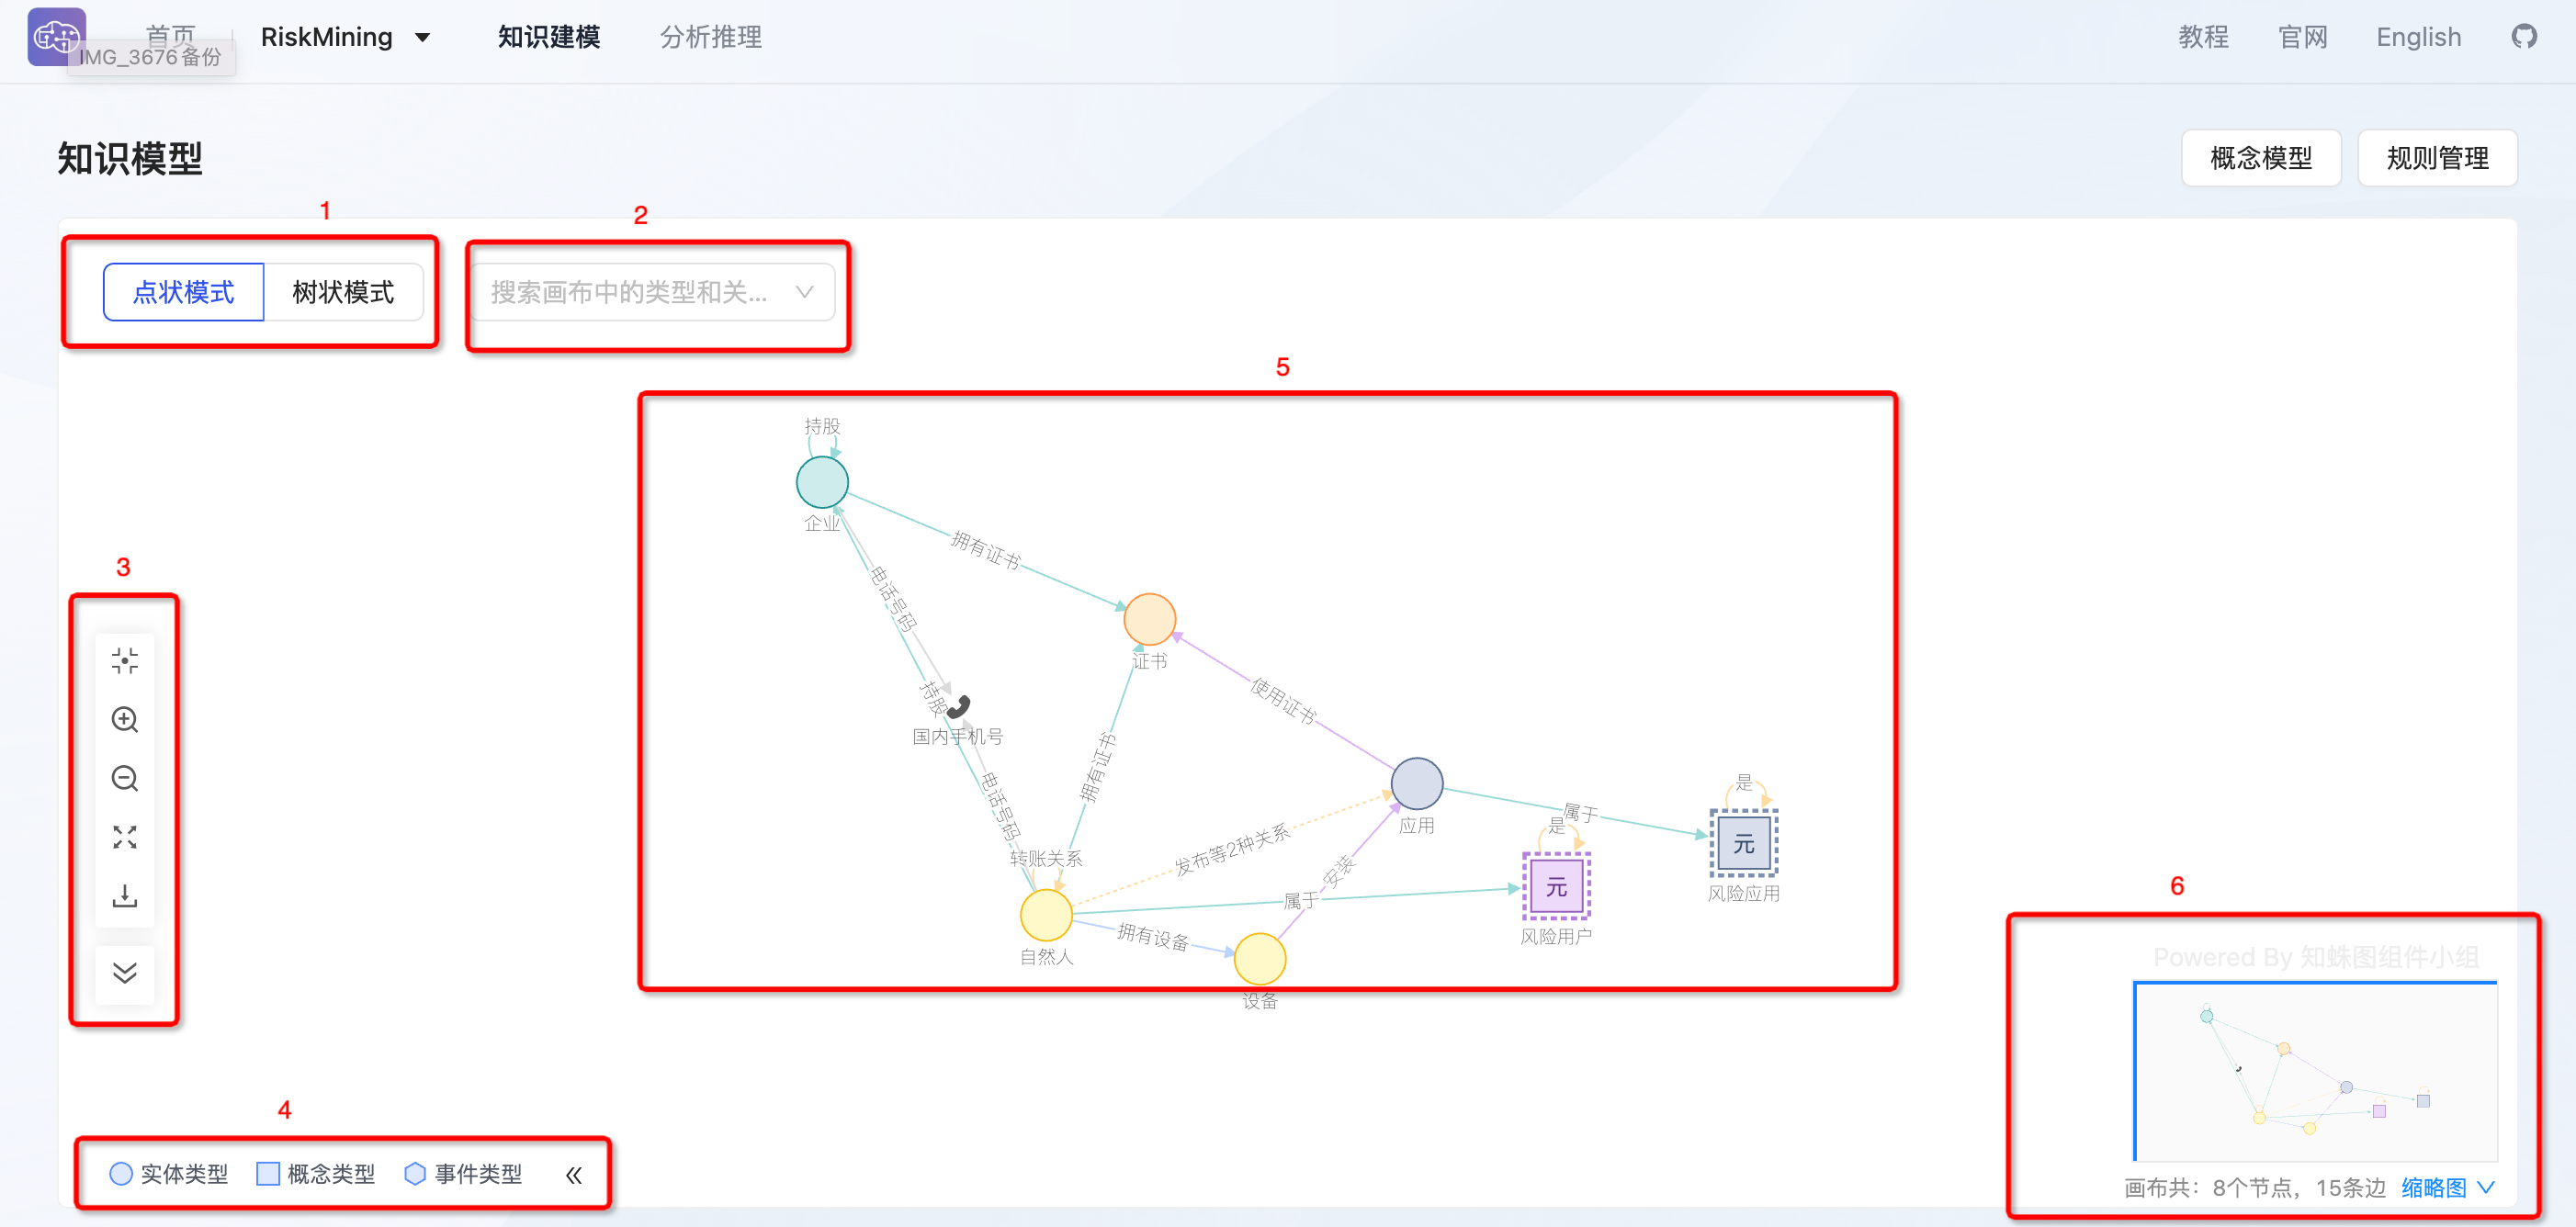 首页
IMG_3676备份
RiskMining
知识建模
分析推理
教程
官网
English
知识模型
概念模型
规则管理
1
2
点状模式
树状模式
搜索画布中的类型和关...
5
持股
企业
拥有证书
3
电话号码
证书
使用证书
持股
国内手机号
拥有证书
电话号码
是
应用
属于
是
元
转账关系
发布等2种关系
安装
元
风险应用
属于
风险用户
拥有设备
自然人
设备
6
Powered By 知蛛图组件小组
4
实体类型
概念类型
事件类型
画布共：8个节点，15条边
缩略图